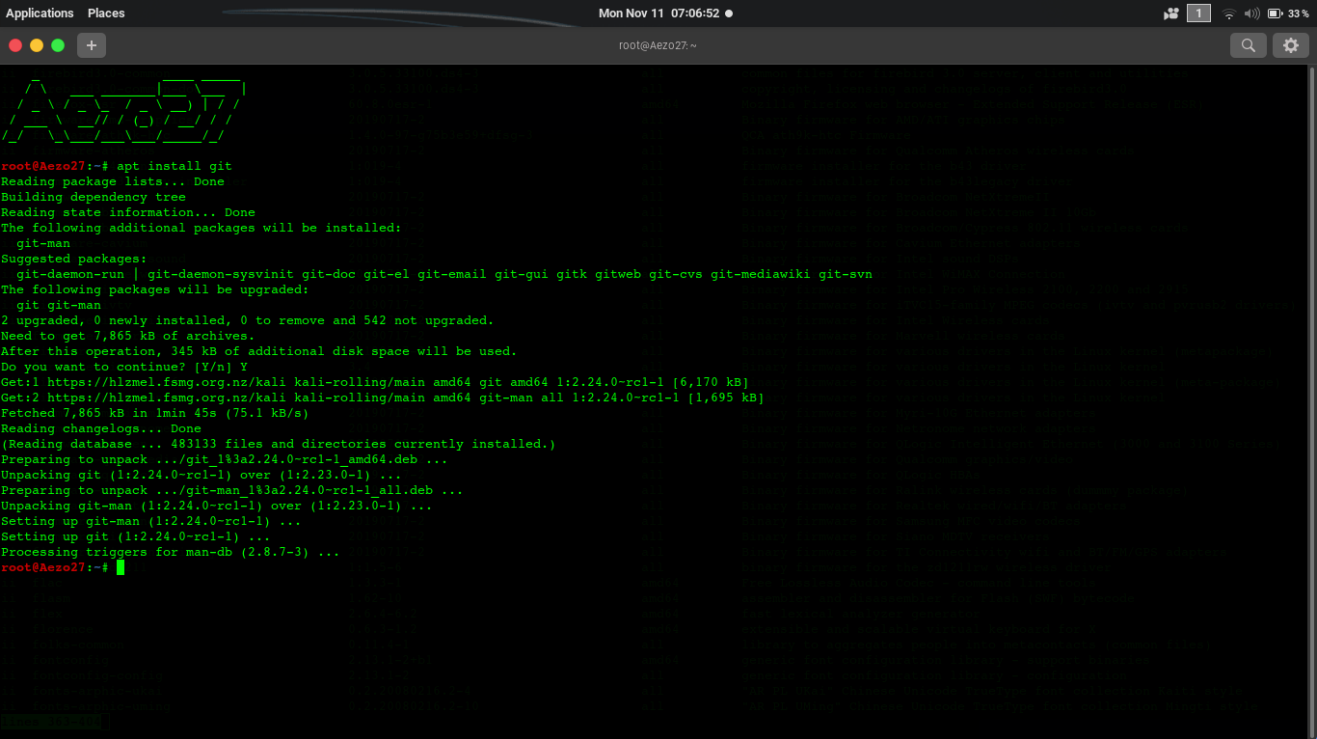 Applications Places Mon Nov 11 07:06:52 1 33 %
root@Aezo27: ~
Aezo27
root@Aezo27:~# apt install git
Reading package lists... Done
Building dependency tree
Reading state information... Done
The following additional packages will be installed:
  git-man
Suggested packages:
  git-daemon-run | git-daemon-sysvinit git-doc git-el git-email git-gui gitk gitweb git-cvs git-mediawiki git-svn
The following packages will be upgraded:
  git git-man
2 upgraded, 0 newly installed, 0 to remove and 542 not upgraded.
Need to get 7,865 kB of archives.
After this operation, 345 kB of additional disk space will be used.
Do you want to continue? [Y/n] Y
Get:1 https://hlzmel.fsmg.org.nz/kali kali-rolling/main amd64 git amd64 1:2.24.0~rc1-1 [6,170 kB]
Get:2 https://hlzmel.fsmg.org.nz/kali kali-rolling/main amd64 git-man all 1:2.24.0~rc1-1 [1,695 kB]
Fetched 7,865 kB in 1min 45s (75.1 kB/s)
Reading changelogs... Done
(Reading database ... 483133 files and directories currently installed.)
Preparing to unpack .../git_1%3a2.24.0~rc1-1_amd64.deb ...
Unpacking git (1:2.24.0~rc1-1) over (1:2.23.0-1) ...
Preparing to unpack .../git-man_1%3a2.24.0~rc1-1_all.deb ...
Unpacking git-man (1:2.24.0~rc1-1) over (1:2.23.0-1) ...
Setting up git-man (1:2.24.0~rc1-1) ...
Setting up git (1:2.24.0~rc1-1) ...
Processing triggers for man-db (2.8.7-3) ...
root@Aezo27:~#